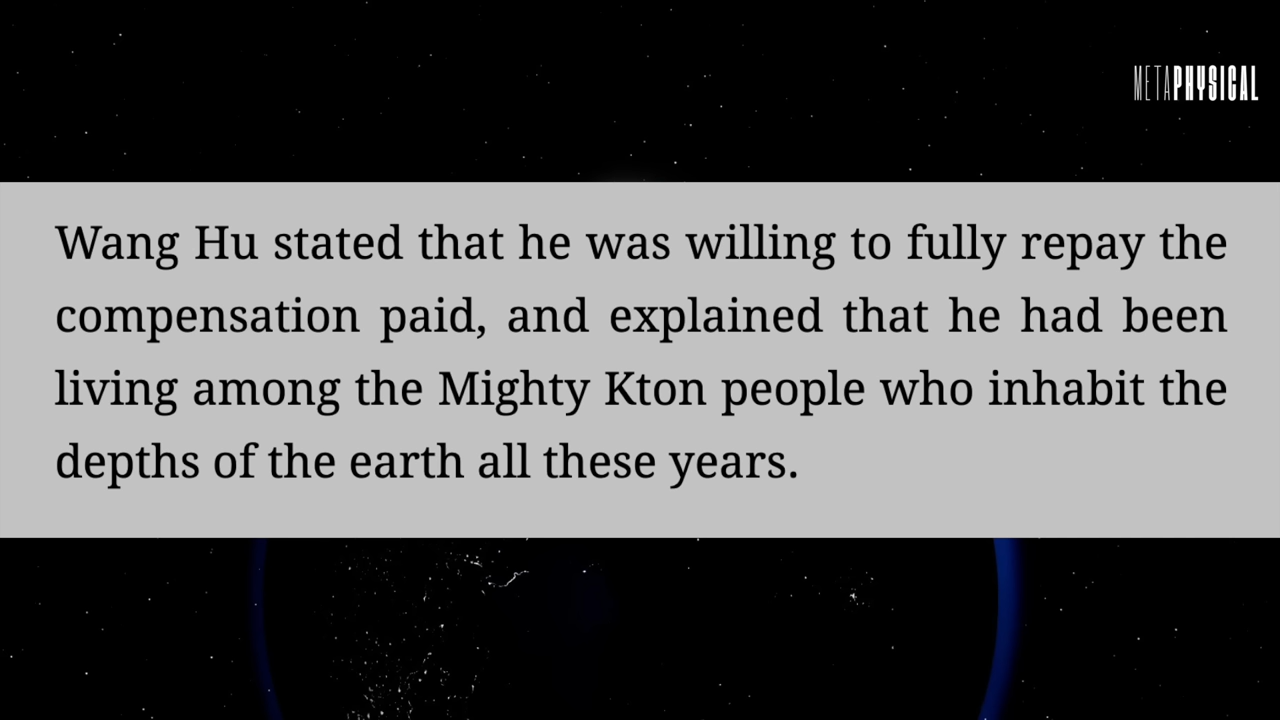 METAPHYSICAL
Wang Hu stated that he was willing to fully repay the
compensation paid, and explained that he had been
living among the Mighty Kton people who inhabit the
depths of the earth all these years.